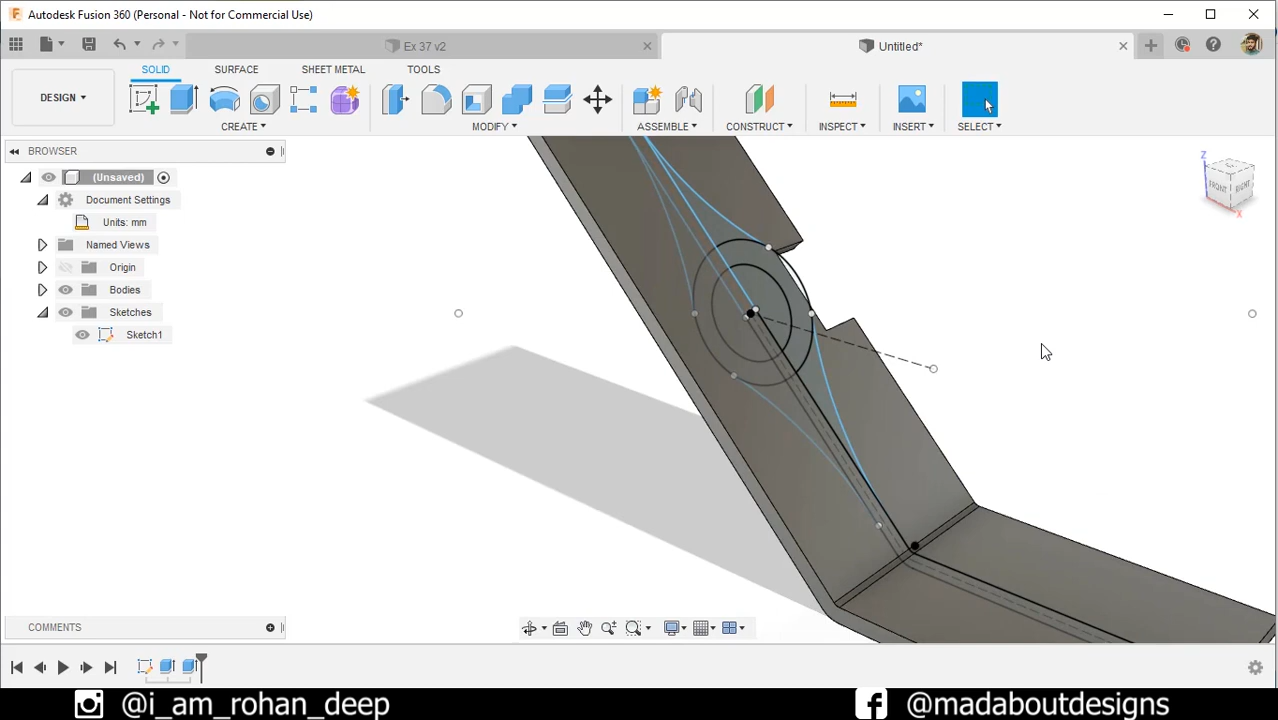 Autodesk Fusion 360 (Personal - Not for Commercial Use)
Ex 37 v2
Untitled*
SOLID SURFACE SHEET METAL TOOLS
DESIGN
CREATE MODIFY ASSEMBLE CONSTRUCT INSPECT INSERT SELECT
BROWSER
(Unsaved)
Document Settings
Units: mm
Named Views
Origin
Bodies
Sketches
Sketch1
Z
FRONT RIGHT
X
COMMENTS
@i_am_rohan_deep
@madaboutdesigns